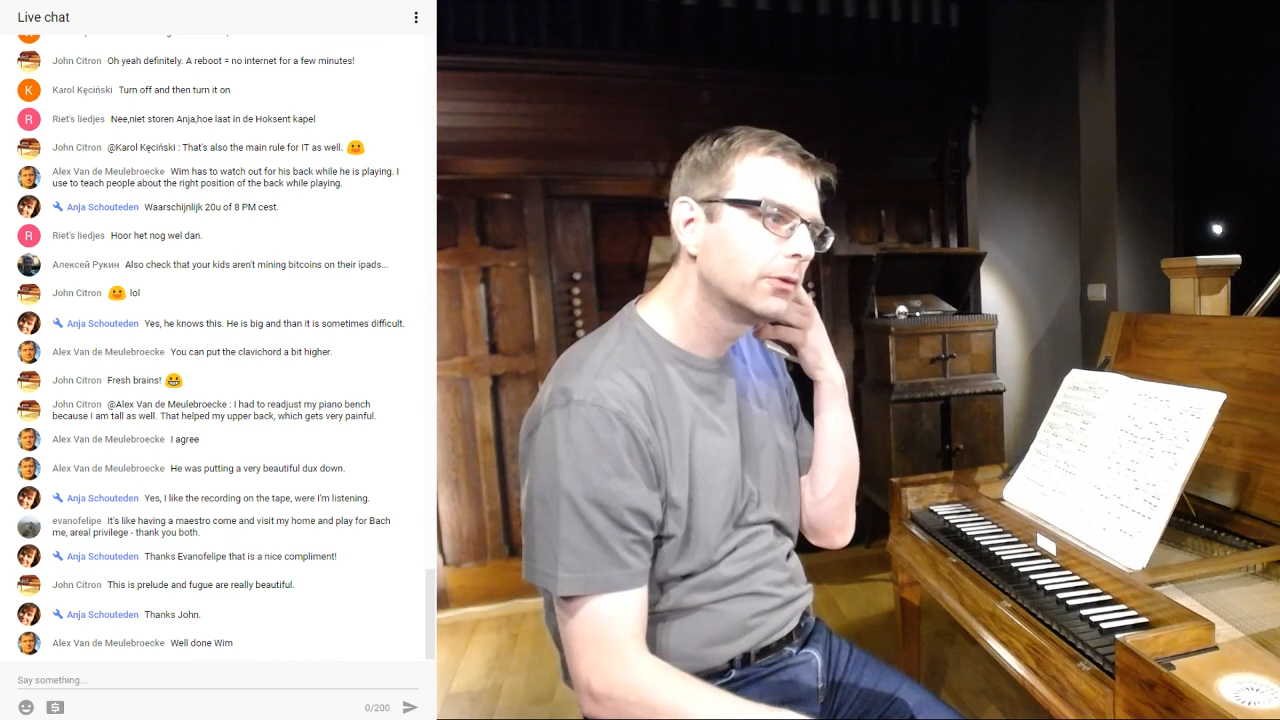 Live chat
John Citron Oh yeah definitely. A reboot = no internet for a few minutes!
K
Karol Kęciński Turn off and then turn it on
R
Riet's liedjes Nee,niet storen Anja,hoe laat in de Hoksent kapel
John Citron @Karol Kęciński : That's also the main rule for IT as well.
Alex Van de Meulebroecke Wim has to watch out for his back while he is playing. I
use to teach people about the right position of the back while playing.
Anja Schouteden Waarschijnlijk 20u of 8 PM cest.
R
Riet's liedjes Hoor het nog wel dan.
Алексей Рукин Also check that your kids aren't mining bitcoins on their ipads...
John Citron lol
Anja Schouteden Yes, he knows this. He is big and than it is sometimes difficult.
Alex Van de Meulebroecke You can put the clavichord a bit higher.
John Citron Fresh brains!
John Citron @Alex Van de Meulebroecke : I had to readjust my piano bench
because I am tall as well. That helped my upper back, which gets very painful.
Alex Van de Meulebroecke I agree
Alex Van de Meulebroecke He was putting a very beautiful dux down.
Anja Schouteden Yes, I like the recording on the tape, were I'm listening.
evanofelipe It's like having a maestro come and visit my home and play for Bach
me, areal privilege - thank you both.
Anja Schouteden Thanks Evanofelipe that is a nice compliment!
John Citron This is prelude and fugue are really beautiful.
Anja Schouteden Thanks John.
Alex Van de Meulebroecke Well done Wim
Say something...
0/200